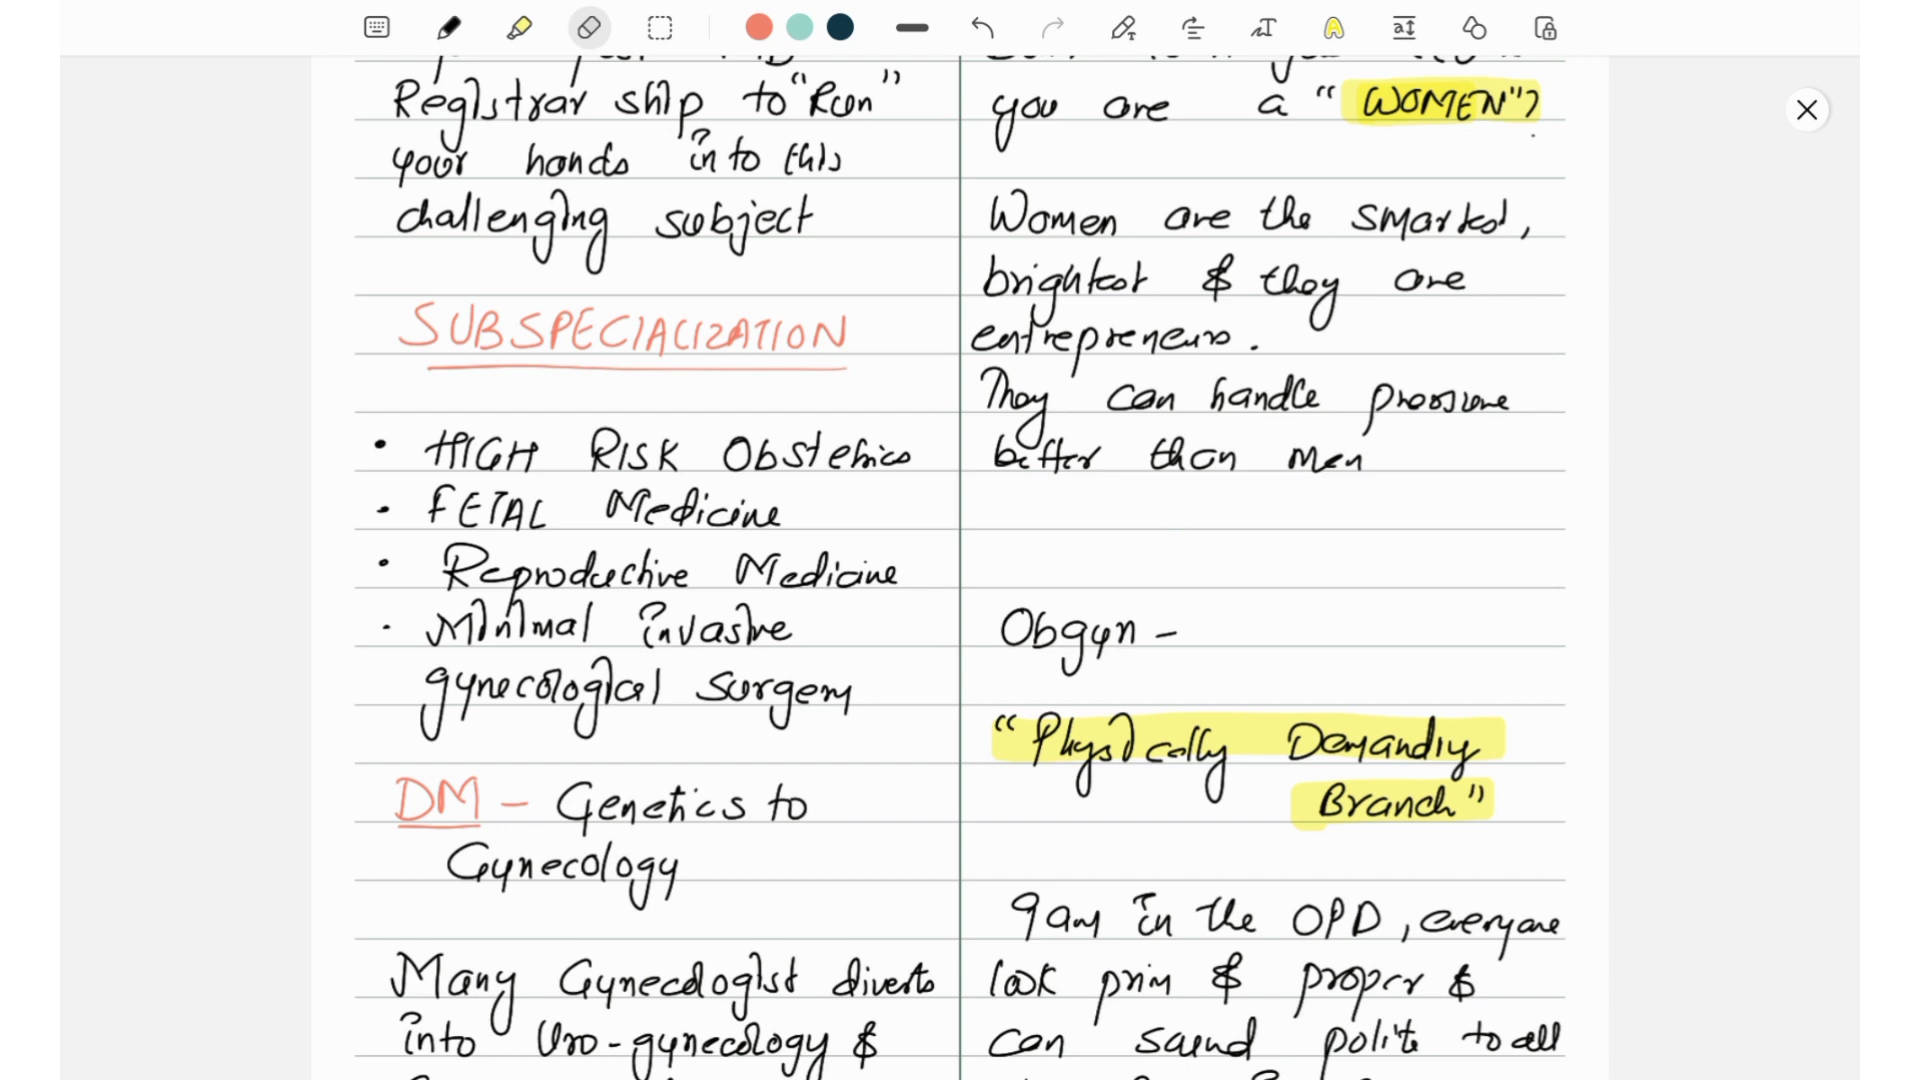 Registrar ship to "Run"
your hands into this
challenging subject
SUBSPECIALIZATION
• HIGH RISK Obstetrics
• FETAL Medicine
• Reproductive Medicine
• Minimal invasive
gynecological surgery
DM - Genetics to
Gynecology
Many Gynecologist diverts
into Uro-gynecology &
you are a "WOMEN"?
Women are the smartest,
brightest & they are
entrepreneurs.
They can handle pressure
better than men
Obgyn -
"Physically Demandig
Branch"
9am in the OPD, everyone
look prim & proper &
can sound polite to all